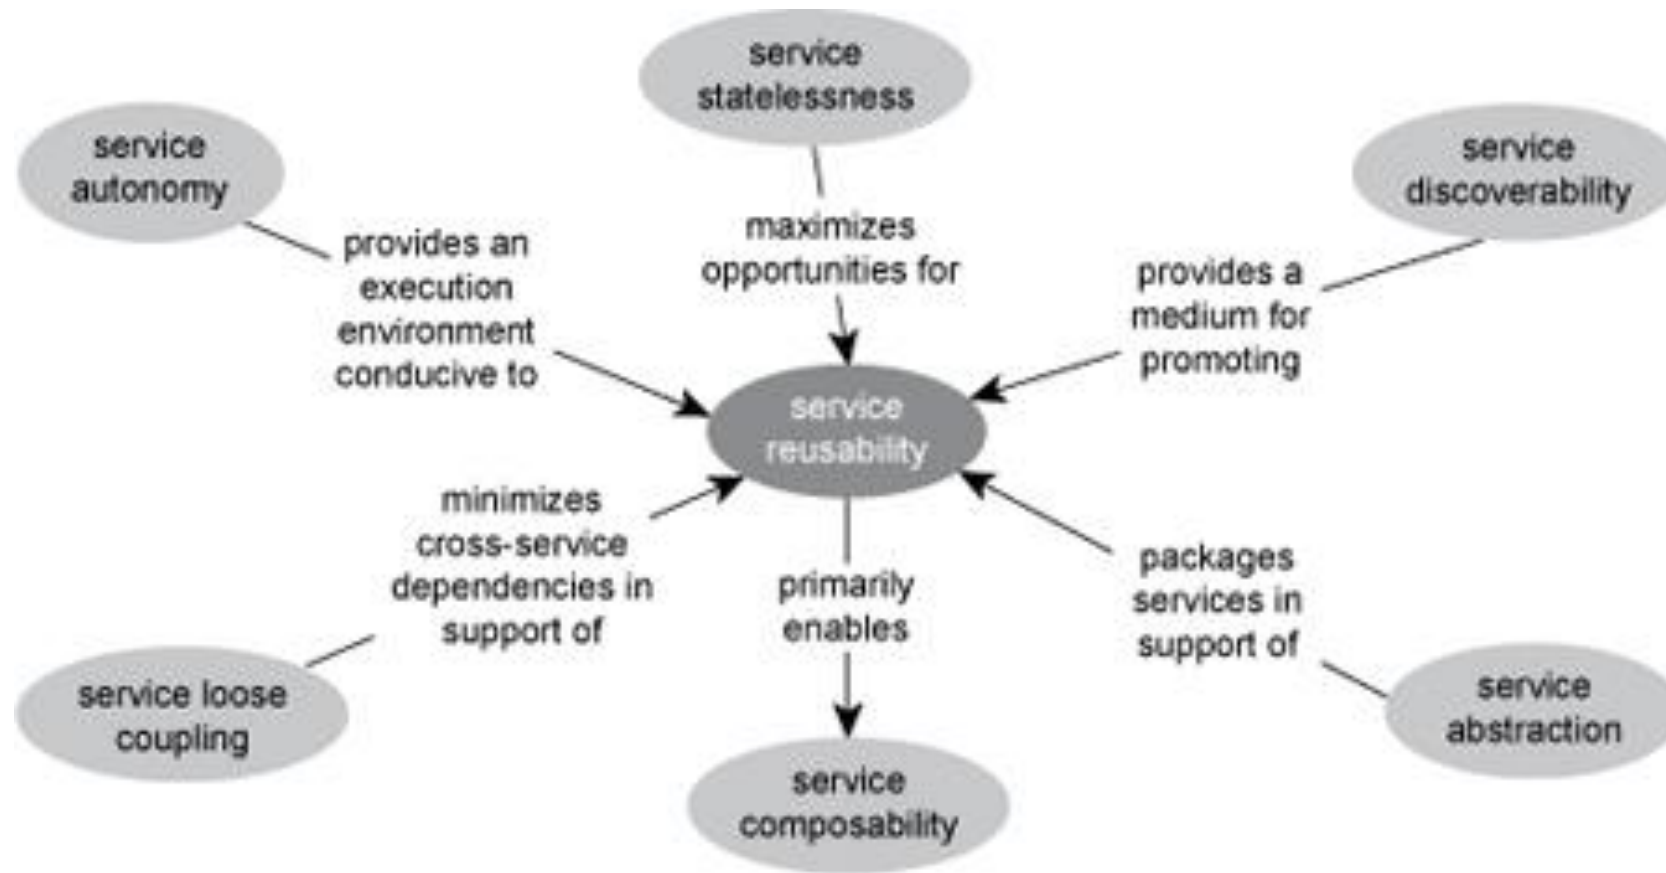 service
statelessness
service
autonomy
service
discoverability
provides an
execution
environment
conducive to
maximizes
opportunities for
provides a
medium for
promoting
service
reusability
minimizes
cross-service
dependencies in
support of
primarily
enables
packages
services in
support of
service loose
coupling
service
composability
service
abstraction